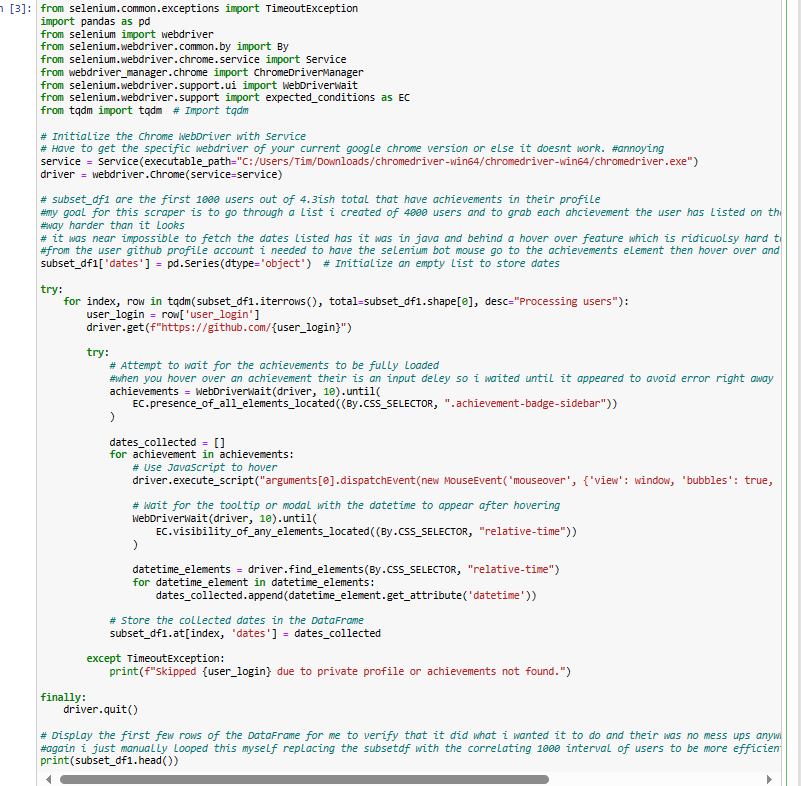 n [3]:
from selenium.common.exceptions import TimeoutException
import pandas as pd
from selenium import webdriver
from selenium.webdriver.common.by import By
from selenium.webdriver.chrome.service import Service
from webdriver_manager.chrome import ChromeDriverManager
from selenium.webdriver.support.ui import WebDriverWait
from selenium.webdriver.support import expected_conditions as EC
from tqdm import tqdm  # Import tqdm

# Initialize the Chrome WebDriver with Service
# Have to get the specific webdriver of your current google chrome version or else it doesnt work. #annoying
service = Service(executable_path="C:/Users/Tim/Downloads/chromedriver-win64/chromedriver-win64/chromedriver.exe")
driver = webdriver.Chrome(service=service)

# subset_df1 are the first 1000 users out of 4.3ish total that have achievements in their profile
#my goal for this scraper is to go through a list i created of 4000 users and to grab each ahcievement the user has listed on the
#way harder than it looks
# it was near impossible to fetch the dates listed has it was in java and behind a hover over feature which is ridicuolsy hard t
#from the user github profile account i needed to have the selenium bot mouse go to the achievements element then hover over and
subset_df1['dates'] = pd.Series(dtype='object')  # Initialize an empty list to store dates

try:
    for index, row in tqdm(subset_df1.iterrows(), total=subset_df1.shape[0], desc="Processing users"):
        user_login = row['user_login']
        driver.get(f"https://github.com/{user_login}")

        try:
            # Attempt to wait for the achievements to be fully loaded
            #when you hover over an achievement their is an input deley so i waited until it appeared to avoid error right away
            achievements = WebDriverWait(driver, 10).until(
                EC.presence_of_all_elements_located((By.CSS_SELECTOR, ".achievement-badge-sidebar"))
            )

            dates_collected = []
            for achievement in achievements:
                # Use JavaScript to hover
                driver.execute_script("arguments[0].dispatchEvent(new MouseEvent('mouseover', {'view': window, 'bubbles': true,

                # Wait for the tooltip or modal with the datetime to appear after hovering
                WebDriverWait(driver, 10).until(
                    EC.visibility_of_any_elements_located((By.CSS_SELECTOR, "relative-time"))
                )

                datetime_elements = driver.find_elements(By.CSS_SELECTOR, "relative-time")
                for datetime_element in datetime_elements:
                    dates_collected.append(datetime_element.get_attribute('datetime'))

            # Store the collected dates in the DataFrame
            subset_df1.at[index, 'dates'] = dates_collected

        except TimeoutException:
            print(f"Skipped {user_login} due to private profile or achievements not found.")

finally:
    driver.quit()

# Display the first few rows of the DataFrame for me to verify that it did what i wanted it to do and their was no mess ups anyw
#again i just manually looped this myself replacing the subsetdf with the correlating 1000 interval of users to be more efficien
print(subset_df1.head())